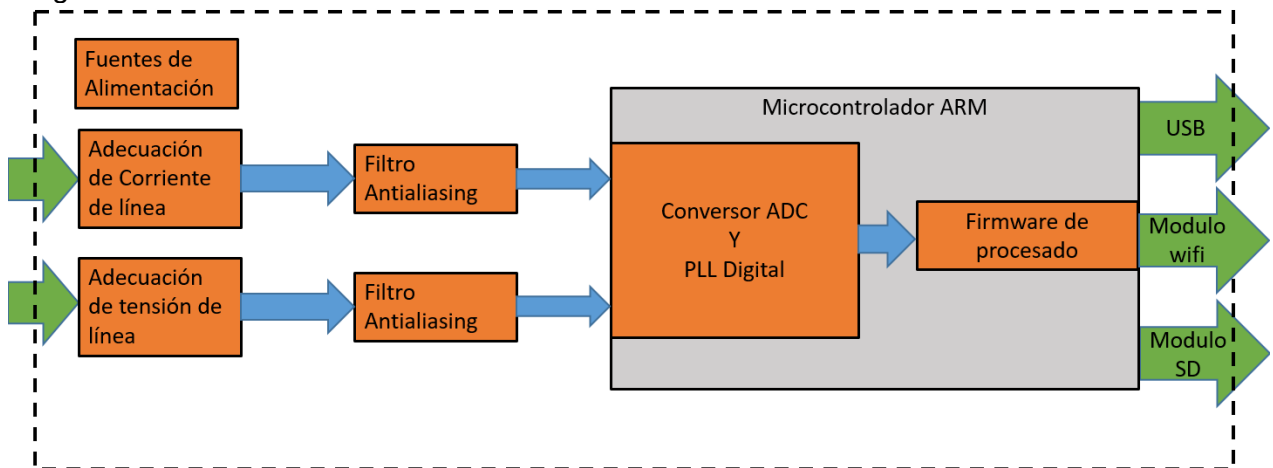 Fuentes de
Alimentación
Microcontrolador ARM
USB
Adecuación
de Corriente
de línea
Filtro
Antialiasing
Conversor ADC
Y
PLL Digital
Firmware de
procesado
Modulo
wifi
Adecuación
de tensión de
línea
Filtro
Antialiasing
Modulo
SD